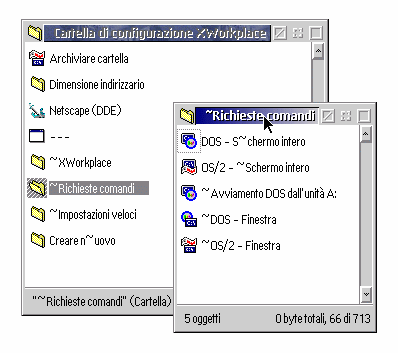 Cartella di configurazione XWorkplace
Archiviare cartella
Dimensione indirizzario
Netscape (DDE)
---
~XWorkplace
~Richieste comandi
~Impostazioni veloci
Creare n~uovo
"~Richieste comandi" (Cartella)
~Richieste comandi
DOS - S~chermo intero
OS/2 - ~Schermo intero
~Avviamento DOS dall'unità A:
~DOS - Finestra
~OS/2 - Finestra
5 oggetti 0 byte totali, 66 di 713